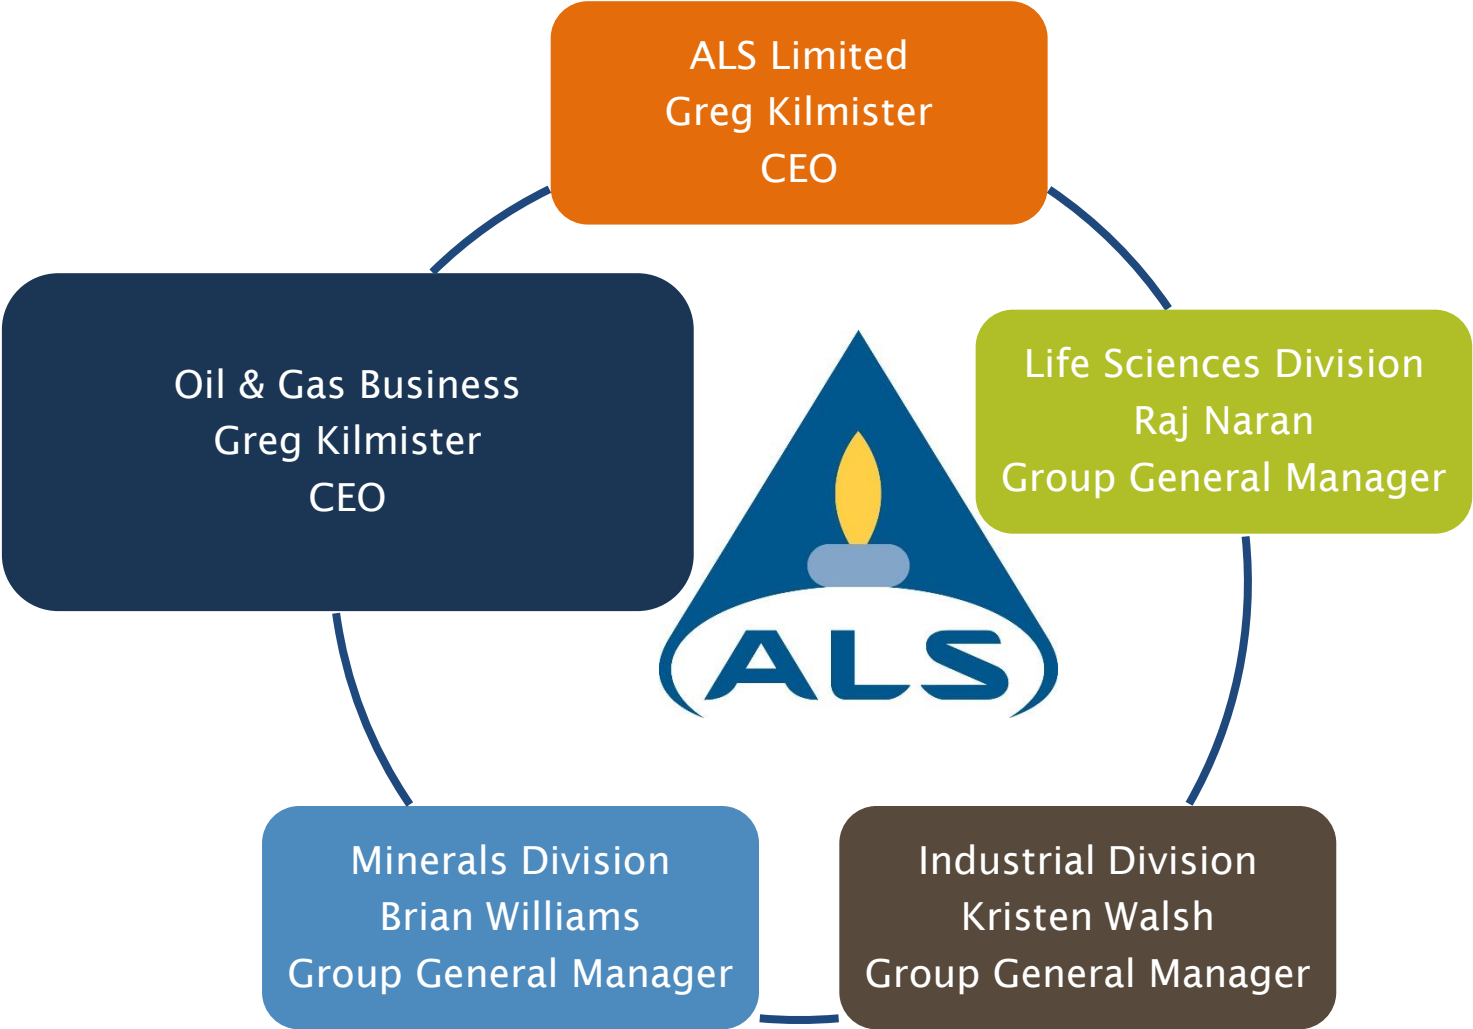 ALS Limited
Greg Kilmister
CEO
Oil & Gas Business
Greg Kilmister
CEO
Life Sciences Division
Raj Naran
Group General Manager
ALS
Minerals Division
Brian Williams
Group General Manager
Industrial Division
Kristen Walsh
Group General Manager